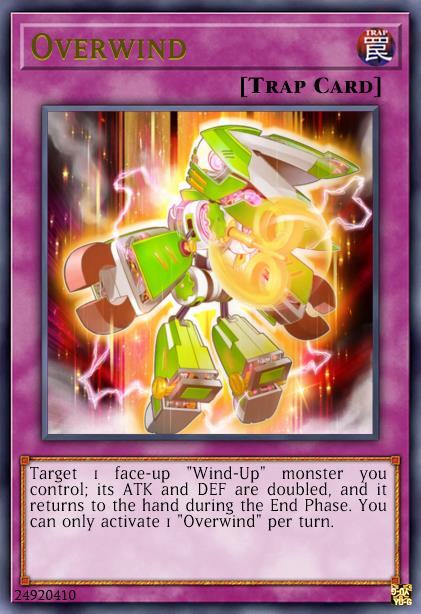 OVERWIND
TRAP
罠
[TRAP CARD]
Target 1 face-up "Wind-Up" monster you
control; its ATK and DEF are doubled, and it
returns to the hand during the End Phase. You
can only activate 1 "Overwind" per turn.
24920410